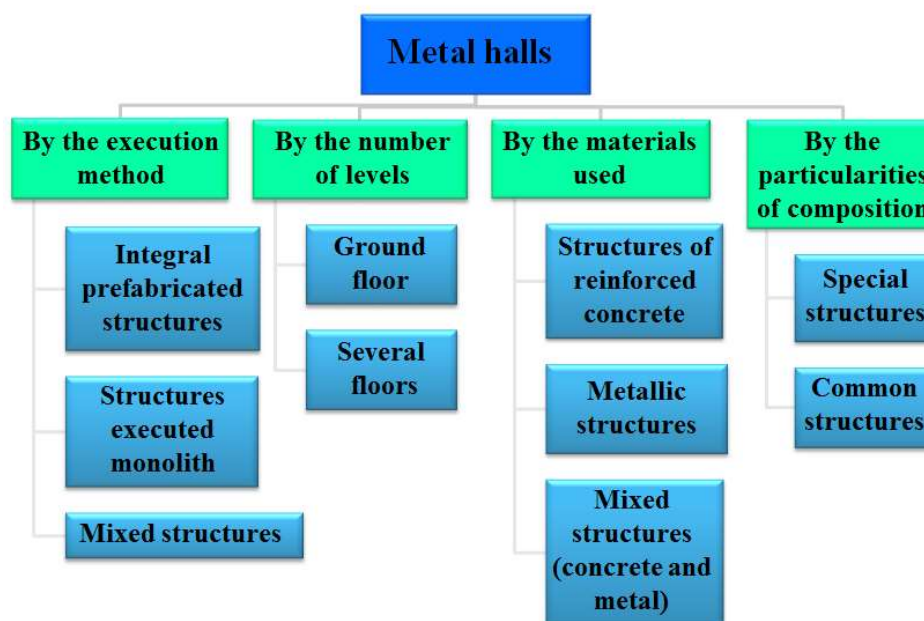 Metal halls
By the execution
method
Integral
prefabricated
structures
Structures
executed
monolith
Mixed structures
By the number
of levels
Ground
floor
Several
floors
By the materials
used
Structures of
reinforced
concrete
Metallic
structures
Mixed
structures
(concrete and
metal)
By the
particularities
of composition
Special
structures
Common
structures